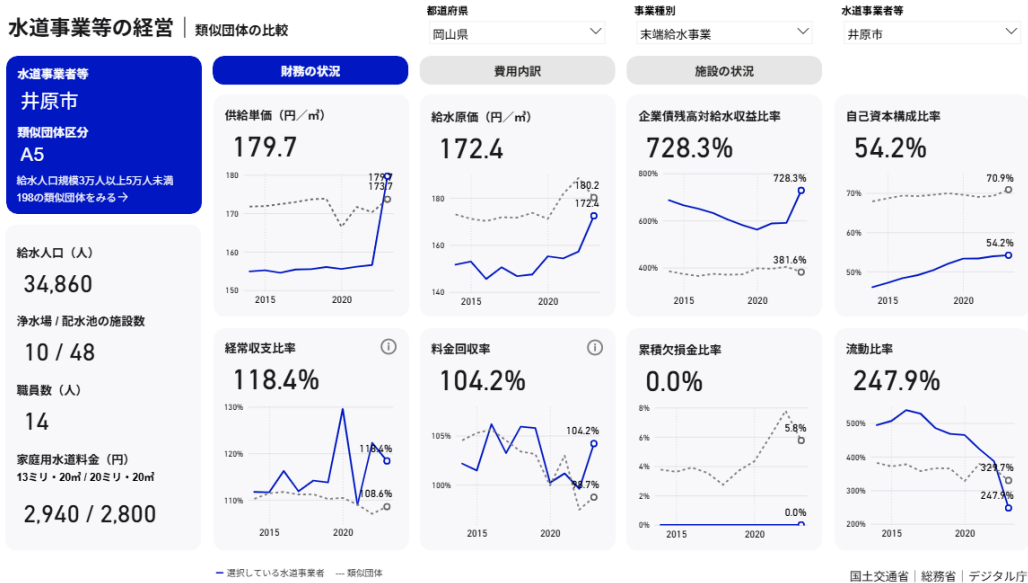 水道事業等の経営｜類似団体の比較
都道府県
岡山県
事業種別
末端給水事業
水道事業者等
井原市
水道事業者等
井原市
類似団体区分
A5
給水人口規模3万人以上5万人未満
198の類似団体をみる→
財務の状況
費用内訳
施設の状況
給水人口（人）
34,860
浄水場 / 配水池の施設数
10 / 48
職員数（人）
14
家庭用水道料金（円）
13ミリ・20㎥ / 20ミリ・20㎥
2,940 / 2,800
供給単価（円／㎥）
179.7
180
170
160
150
179.7
173.7
2015
2020
給水原価（円／㎥）
172.4
180
160
140
180.2
172.4
2015
2020
企業債残高対給水収益比率
728.3%
800%
600%
400%
728.3%
381.6%
2015
2020
自己資本構成比率
54.2%
70%
60%
50%
70.9%
54.2%
2015
2020
経常収支比率
118.4%
130%
120%
110%
118.4%
108.6%
2015
2020
料金回収率
104.2%
105%
100%
104.2%
98.7%
2015
2020
累積欠損金比率
0.0%
8%
6%
4%
2%
0%
5.8%
0.0%
2015
2020
流動比率
247.9%
500%
400%
300%
200%
329.7%
247.9%
2015
2020
選択している水道事業者
--- 類似団体
国土交通省｜総務省｜デジタル庁